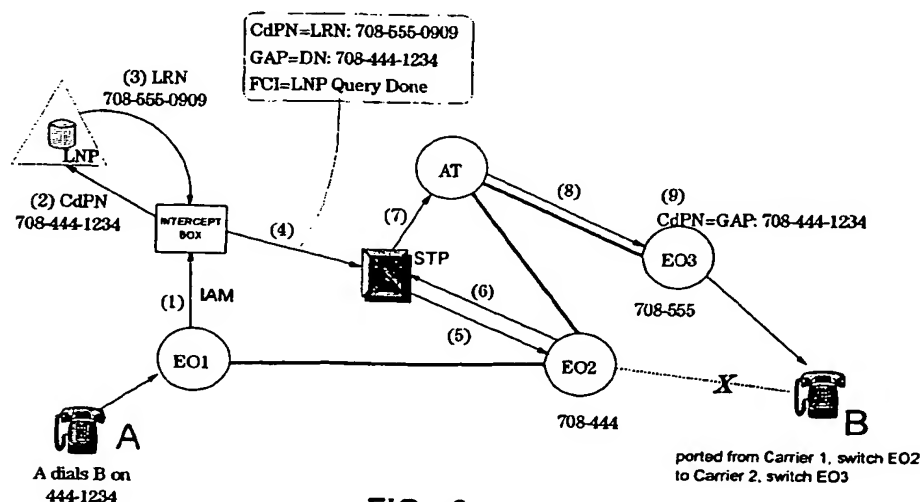 CdPN=LRN: 708-555-0909
GAP=DN: 708-444-1234
FCI=LNP Query Done
(3) LRN
708-555-0909
LNP
(2) CdPN
708-444-1234
INTERCEPT
BOX
(4)
(1)
IAM
EO1
A
A dials B on
444-1234
STP
(7)
AT
(8)
(9)
CdPN=GAP: 708-444-1234
EO3
708-555
(6)
(5)
EO2
708-444
X
B
ported from Carrier 1, switch EO2
to Carrier 2, switch EO3